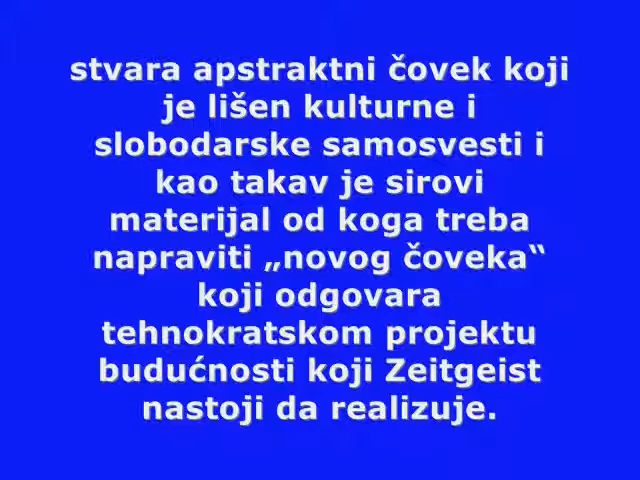 stvara apstraktni čovek koji
je lišen kulturne i
slobodarske samosvesti i
kao takav je sirovi
materijal od koga treba
napraviti „novog čoveka“
koji odgovara
tehnokratskom projektu
budućnosti koji Zeitgeist
nastoji da realizuje.